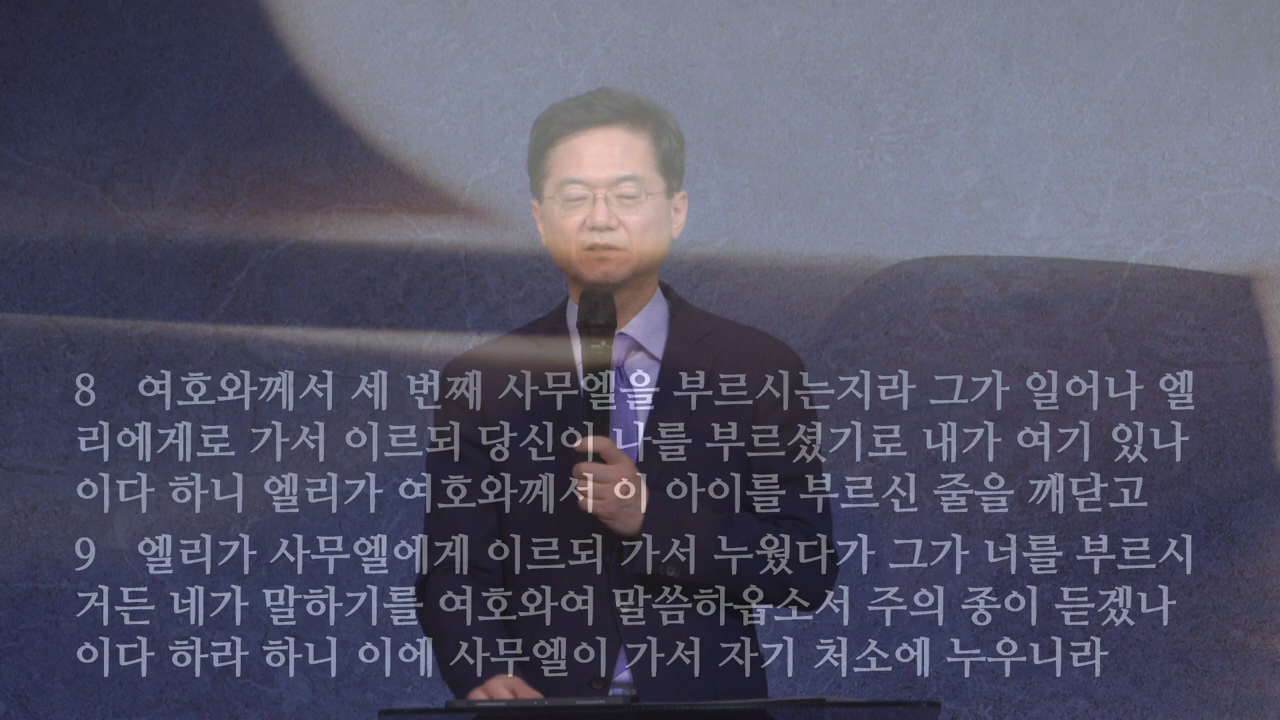 8 여호와께서 세 번째 사무엘을 부르시는지라 그가 일어나 엘
리에게로 가서 이르되 당신이 나를 부르셨기로 내가 여기 있나
이다 하니 엘리가 여호와께서 이 아이를 부르신 줄을 깨닫고
9 엘리가 사무엘에게 이르되 가서 누웠다가 그가 너를 부르시
거든 네가 말하기를 여호와여 말씀하옵소서 주의 종이 듣겠나
이다 하라 하니 이에 사무엘이 가서 자기 처소에 누우니라